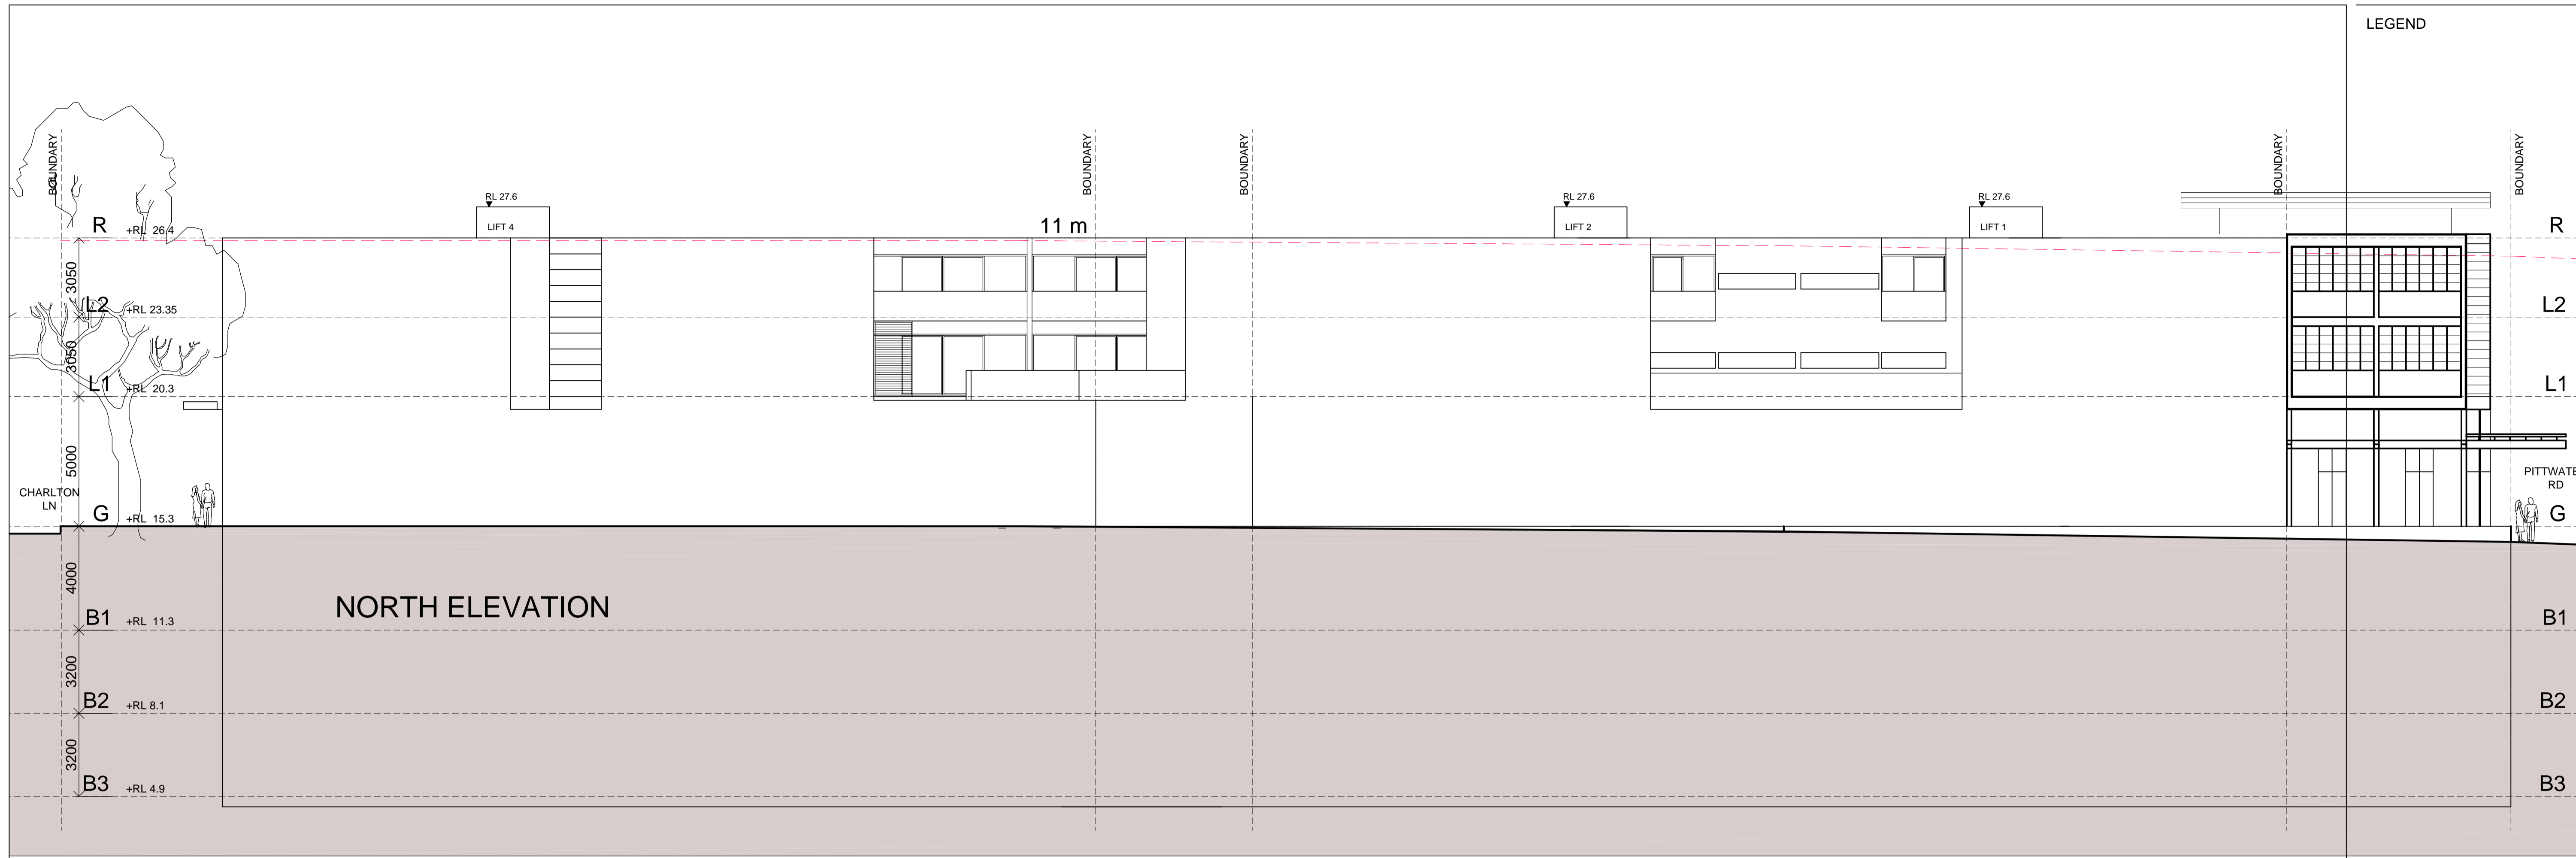 LEGEND
BOUNDARY
BOUNDARY
BOUNDARY
BOUNDARY
BOUNDARY
RL 27.6
LIFT 4
11 m
RL 27.6
LIFT 2
RL 27.6
LIFT 1
R +RL 26.4
R
3050
L2 +RL 23.35
L2
3050
L1 +RL 20.3
L1
5000
CHARLTON
LN
PITTWATE
RD
G +RL 15.3
G
4000
NORTH ELEVATION
B1 +RL 11.3
B1
3200
B2 +RL 8.1
B2
3200
B3 +RL 4.9
B3